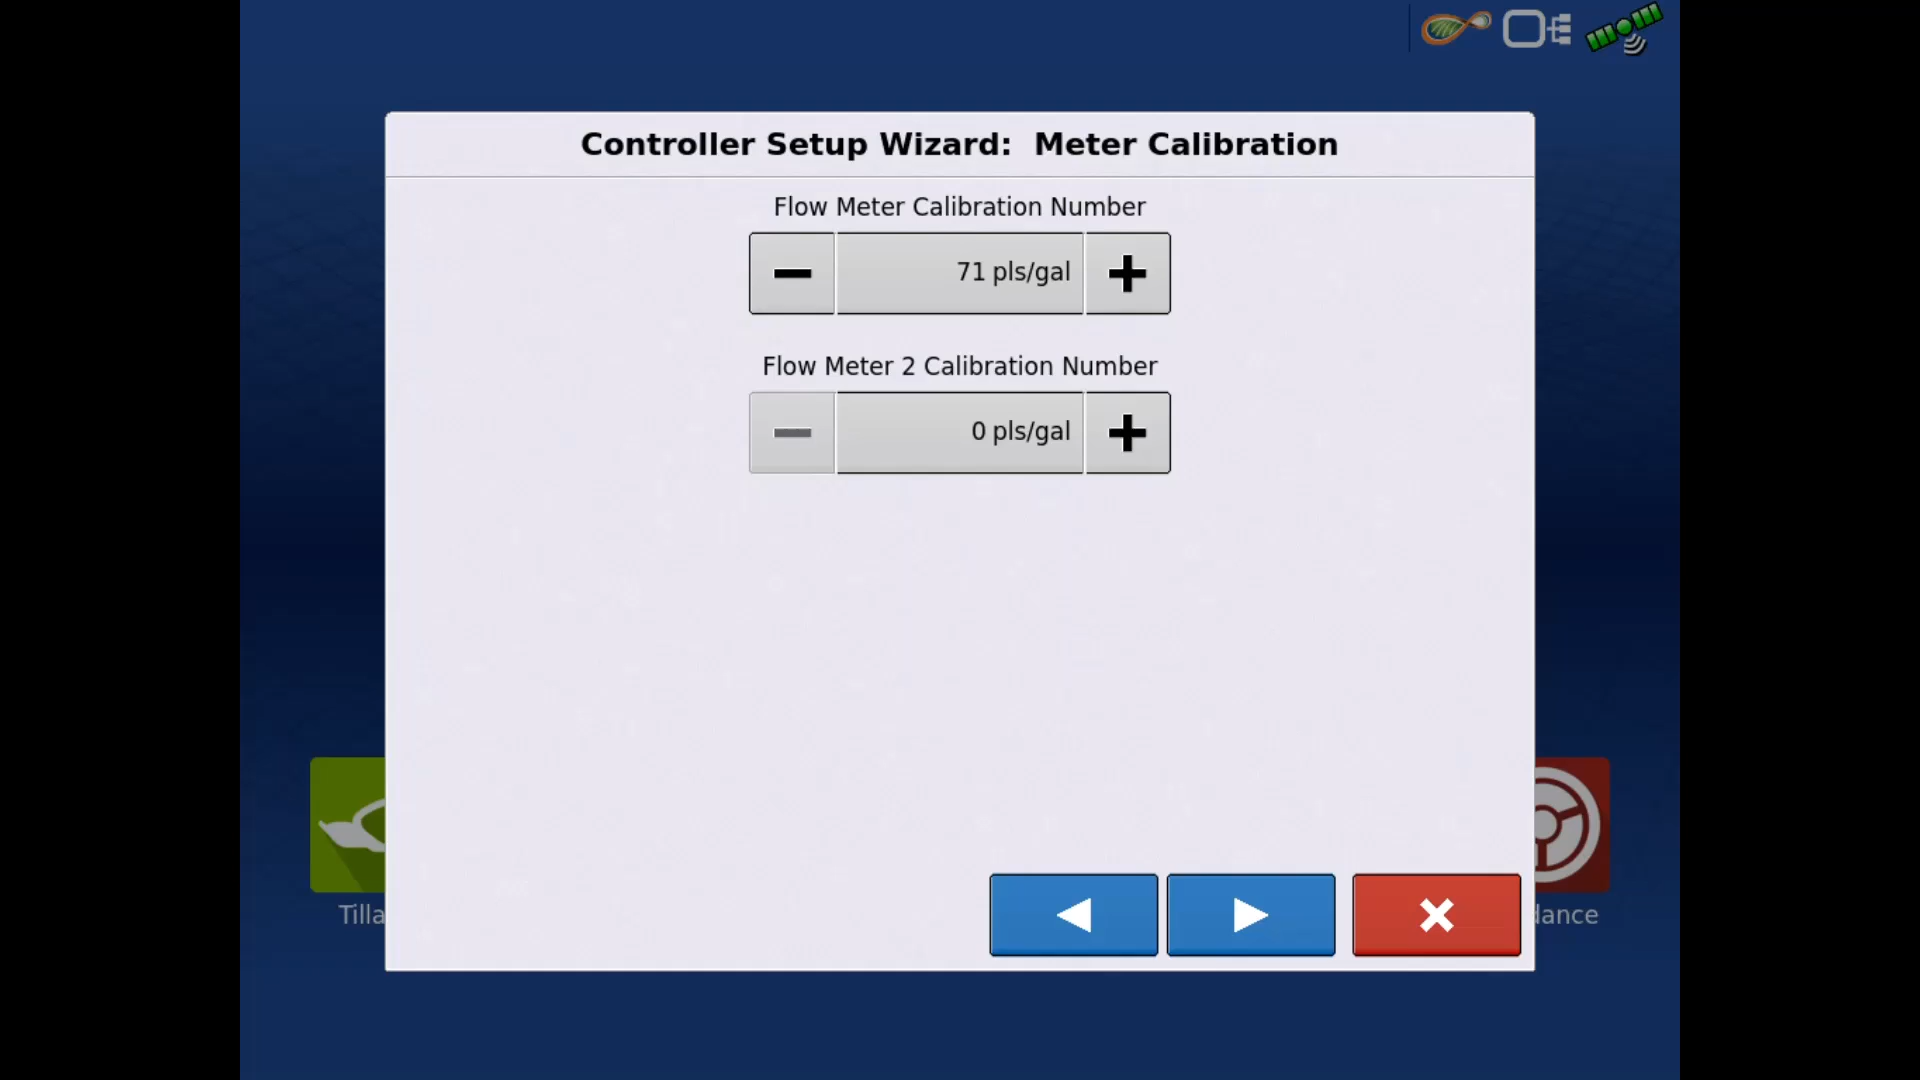 Controller Setup Wizard: Meter Calibration
Flow Meter Calibration Number
71 pls/gal
Flow Meter 2 Calibration Number
0 pls/gal
Tilla
dance